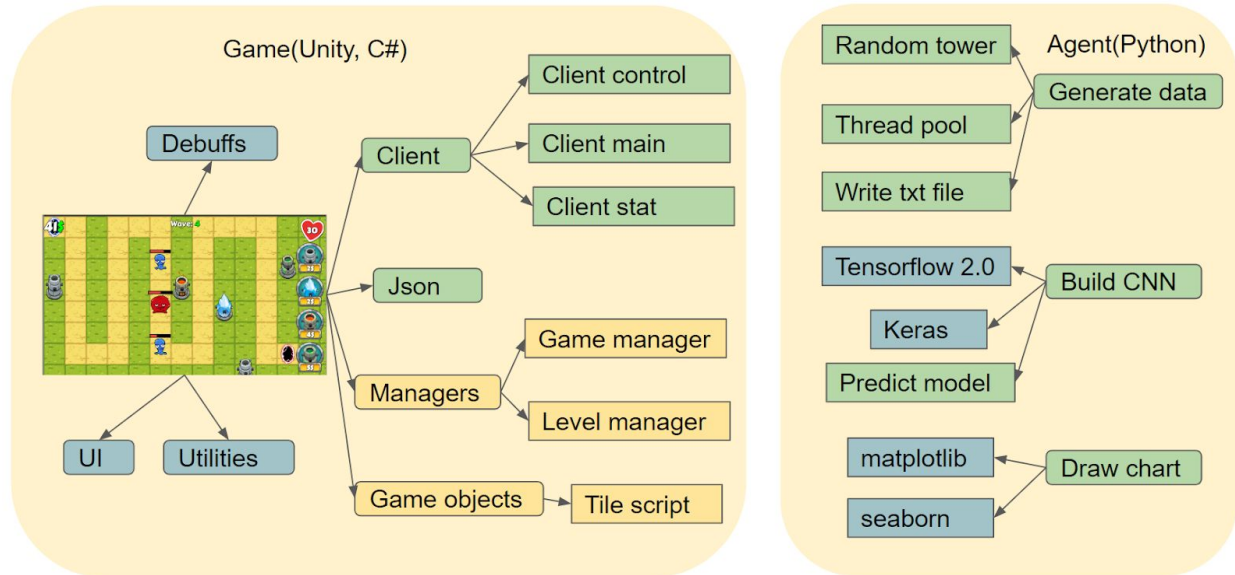 Game(Unity, C#)
Debuffs
Wave: 4
30
UI
Utilities
Client
Json
Managers
Game objects
Client control
Client main
Client stat
Game manager
Level manager
Tile script
Agent(Python)
Random tower
Thread pool
Write txt file
Generate data
Tensorflow 2.0
Keras
Predict model
Build CNN
matplotlib
seaborn
Draw chart